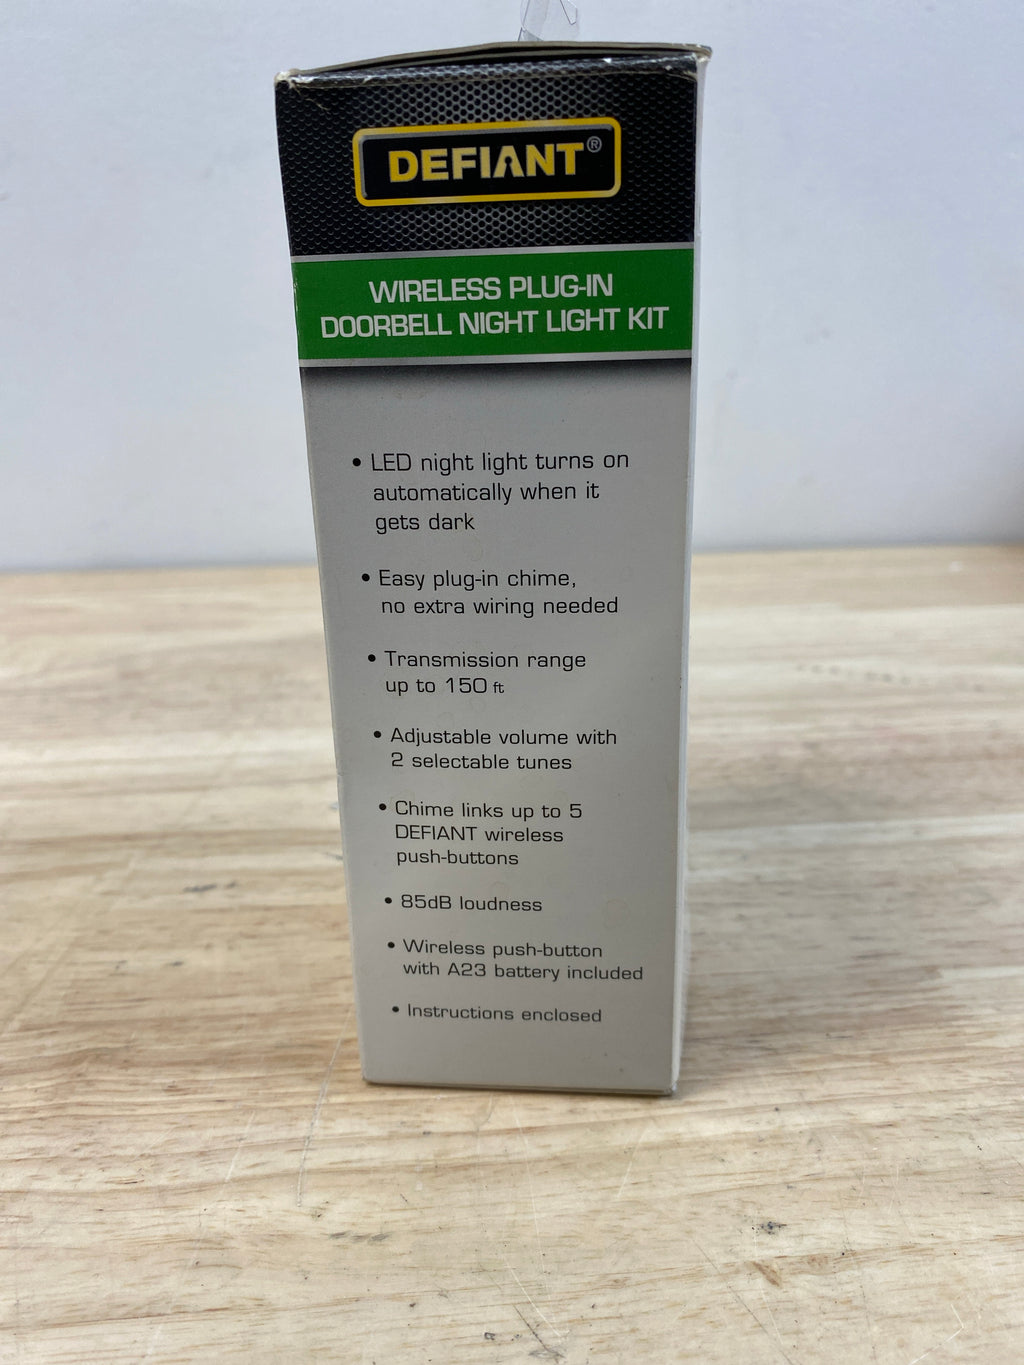 DEFIANT®
WIRELESS PLUG-IN
DOORBELL NIGHT LIGHT KIT
• LED night light turns on
automatically when it
gets dark
• Easy plug-in chime,
no extra wiring needed
• Transmission range
up to 150 ft
• Adjustable volume with
2 selectable tunes
• Chime links up to 5
DEFIANT wireless
push-buttons
• 85dB loudness
• Wireless push-button
with A23 battery included
• Instructions enclosed